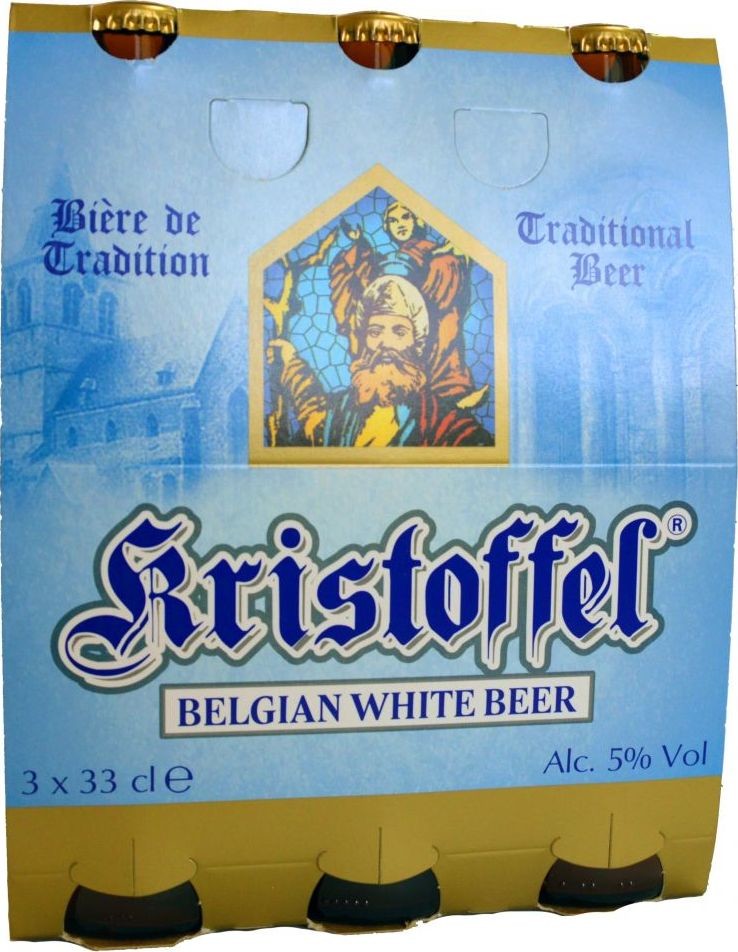 Bière de
Tradition
Traditional
Beer
Kristoffel®
BELGIAN WHITE BEER
3 x 33 cl e
Alc. 5% Vol